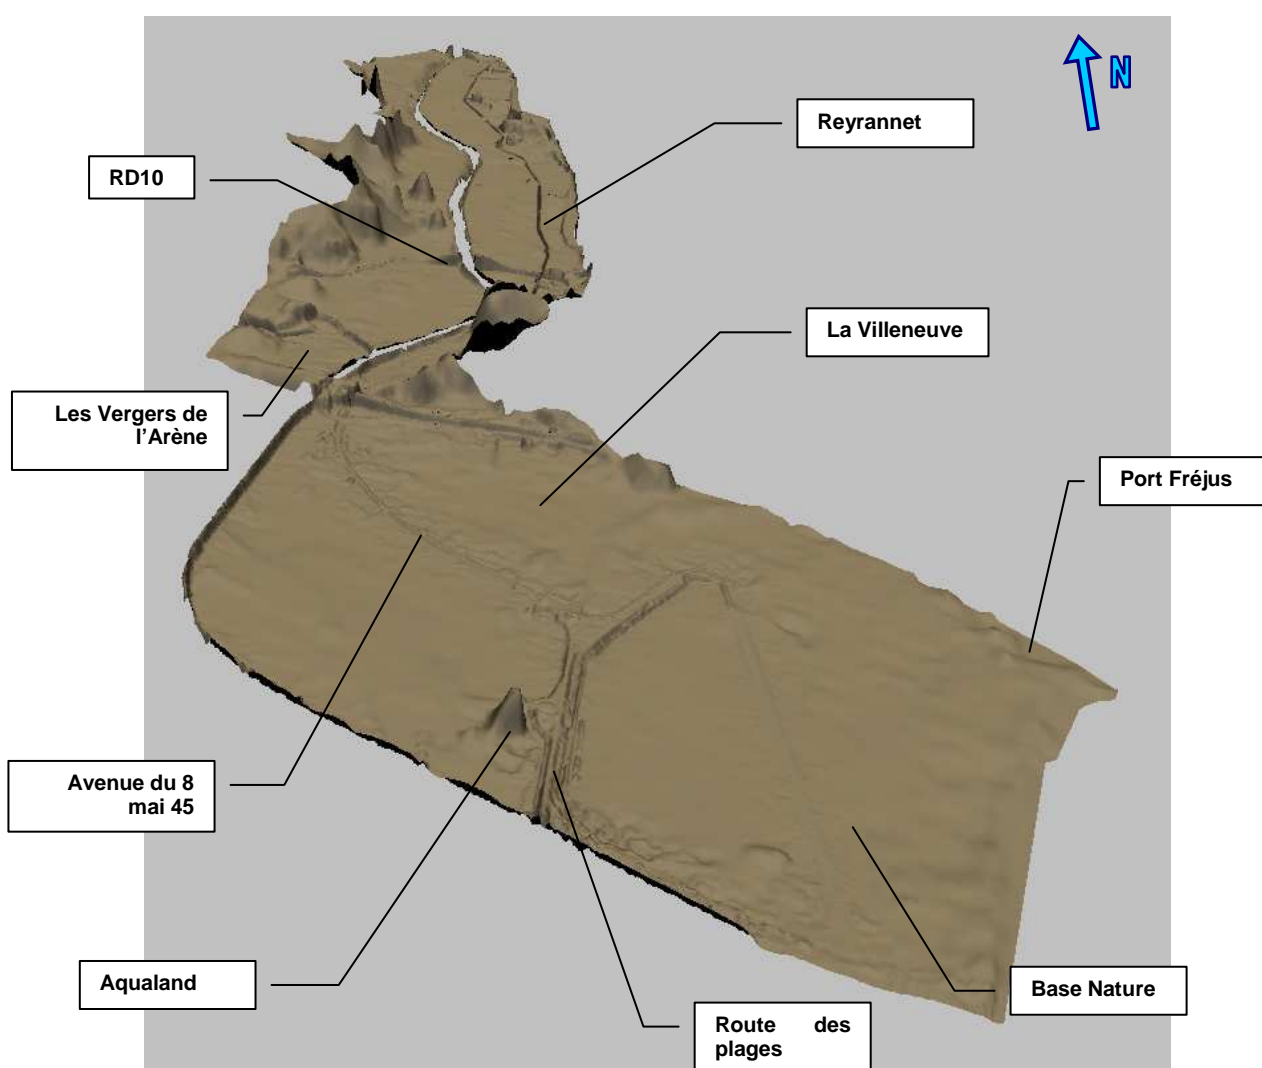 N
Reyrannet
RD10
La Villeneuve
Les Vergers de
l'Arène
Port Fréjus
Avenue du 8
mai 45
Aqualand
Base Nature
Route des
plages